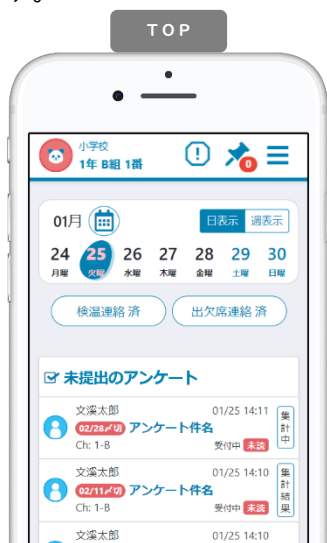 TOP
小学校
1年 B組 1番
0
01月
日表示 週表示
24 25 26 27 28 29 30
月曜 火曜 水曜 木曜 金曜 土曜 日曜
検温連絡 済 出欠席連絡 済
未提出のアンケート
文溪太郎 01/25 14:11
02/28〆切 アンケート件名
Ch: 1-B 受付中 未読
集計中
文溪太郎 01/25 14:10
02/11〆切 アンケート件名
Ch: 1-B 受付中 未読
集計結果
文溪太郎 01/25 14:10